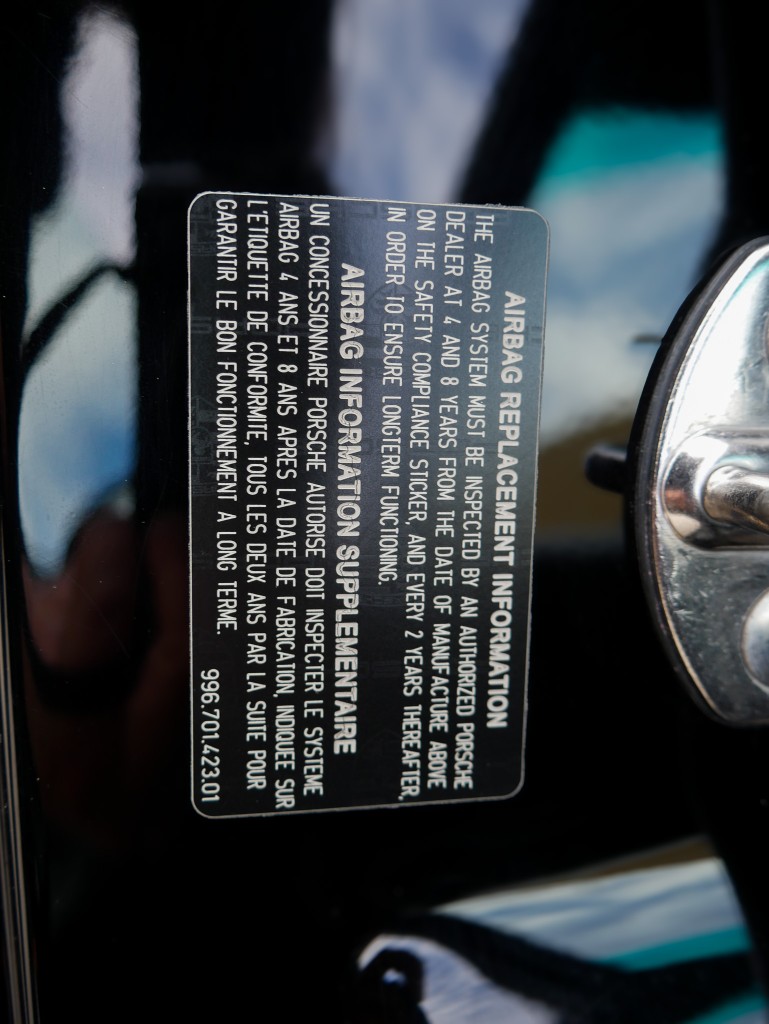 AIRBAG REPLACEMENT INFORMATION
THE AIRBAG SYSTEM MUST BE INSPECTED BY AN AUTHORIZED PORSCHE
DEALER AT 4 AND 8 YEARS FROM THE DATE OF MANUFACTURE ABOVE
ON THE SAFETY COMPLIANCE STICKER, AND EVERY 2 YEARS THEREAFTER,
IN ORDER TO ENSURE LONGTERM FUNCTIONING.
AIRBAG INFORMATION SUPPLEMENTAIRE
UN CONCESSIONNAIRE PORSCHE AUTORISE DOIT INSPECTER LE SYSTEME
AIRBAG 4 ANS ET 8 ANS APRES LA DATE DE FABRICATION, INDIQUEE SUR
L'ETIQUETTE DE CONFORMITE, TOUS LES DEUX ANS PAR LA SUITE POUR
GARANTIR LE BON FONCTIONNEMENT A LONG TERME.
996.701.423.01